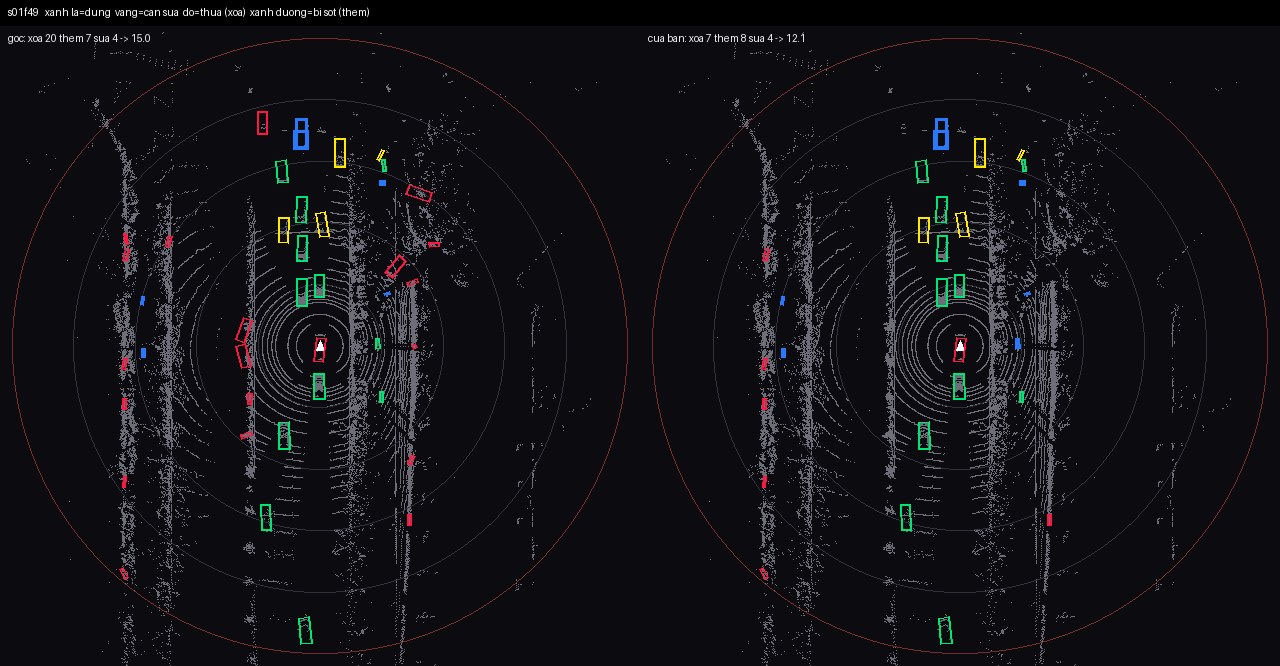 s01f49 xanh la=dung vang=can sua do=thua (xoa) xanh duong=bi sot (them)
goc: xoa 20 them 7 sua 4 -> 15.0
cua ban: xoa 7 them 8 sua 4 -> 12.1